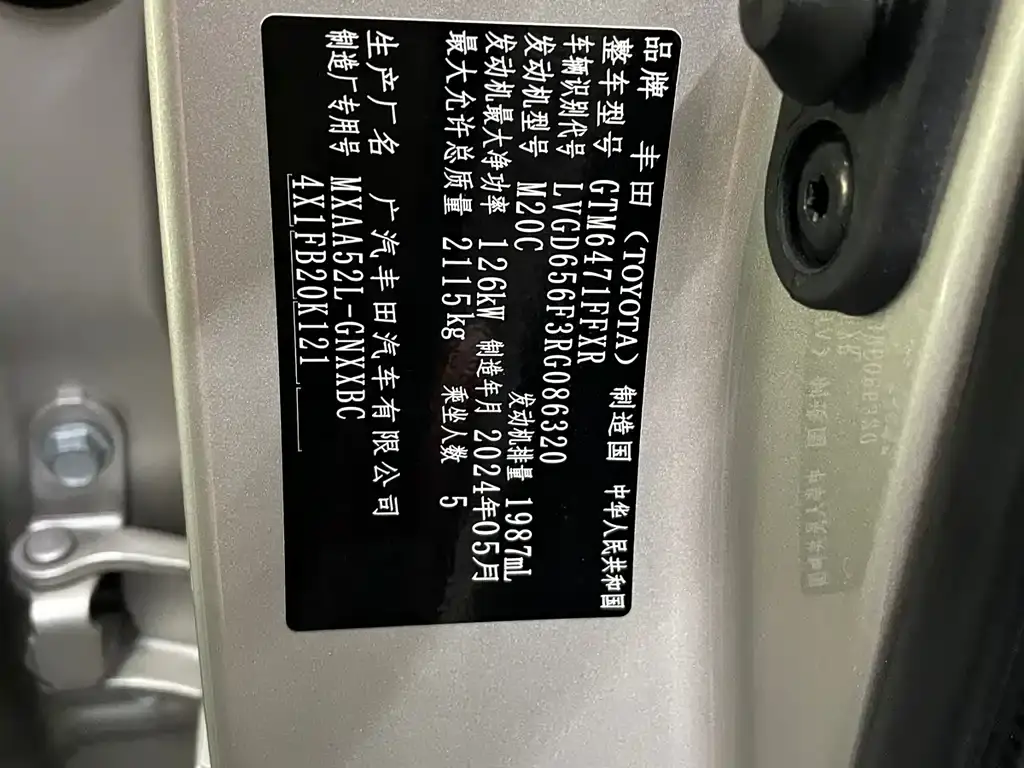 品牌 丰田 (TOYOTA) 制造国 中华人民共和国
整车型号 GTM6471FFXR
车辆识别代号 LVGD656F3RG086320
发动机型号 M20C 发动机排量 1987mL
发动机最大净功率 126kW 制造年月 2024年05月
最大允许总质量 2115kg 乘坐人数 5
生产厂名 广汽丰田汽车有限公司
制造厂专用号 MXAA52L-GNXXBC
4X1FB20K121